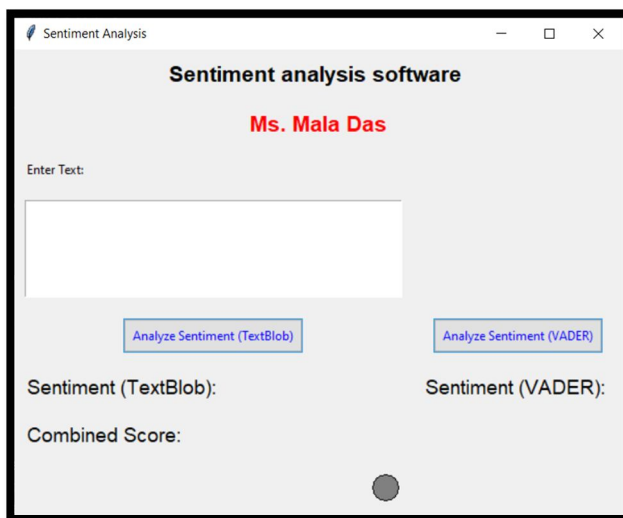 Sentiment Analysis
Sentiment analysis software
Ms. Mala Das
Enter Text:
Analyze Sentiment (TextBlob)
Analyze Sentiment (VADER)
Sentiment (TextBlob):
Sentiment (VADER):
Combined Score: